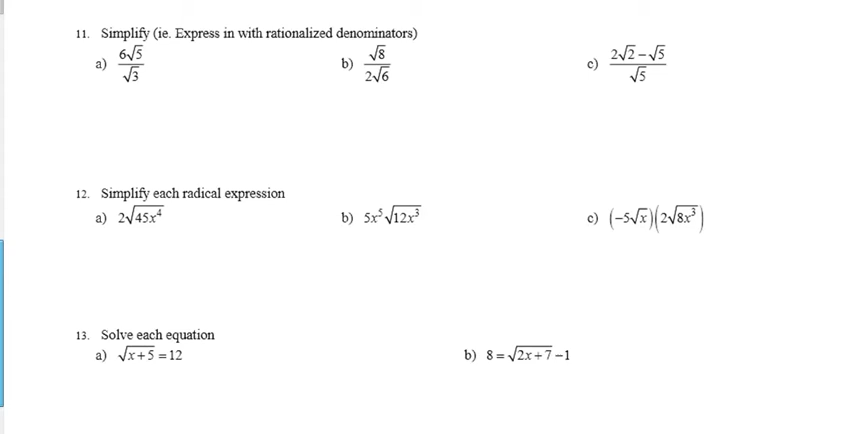 11. Simplify (ie. Express in with rationalized denominators)
a) 6√5/√3 b) √8/2√6 c) 2√2−√5/√5
12. Simplify each radical expression
a) 2√45x⁴ b) 5x⁵√12x³ c) (−5√x)(2√8x³)
13. Solve each equation
a) √x+5 = 12 b) 8 = √2x+7 −1